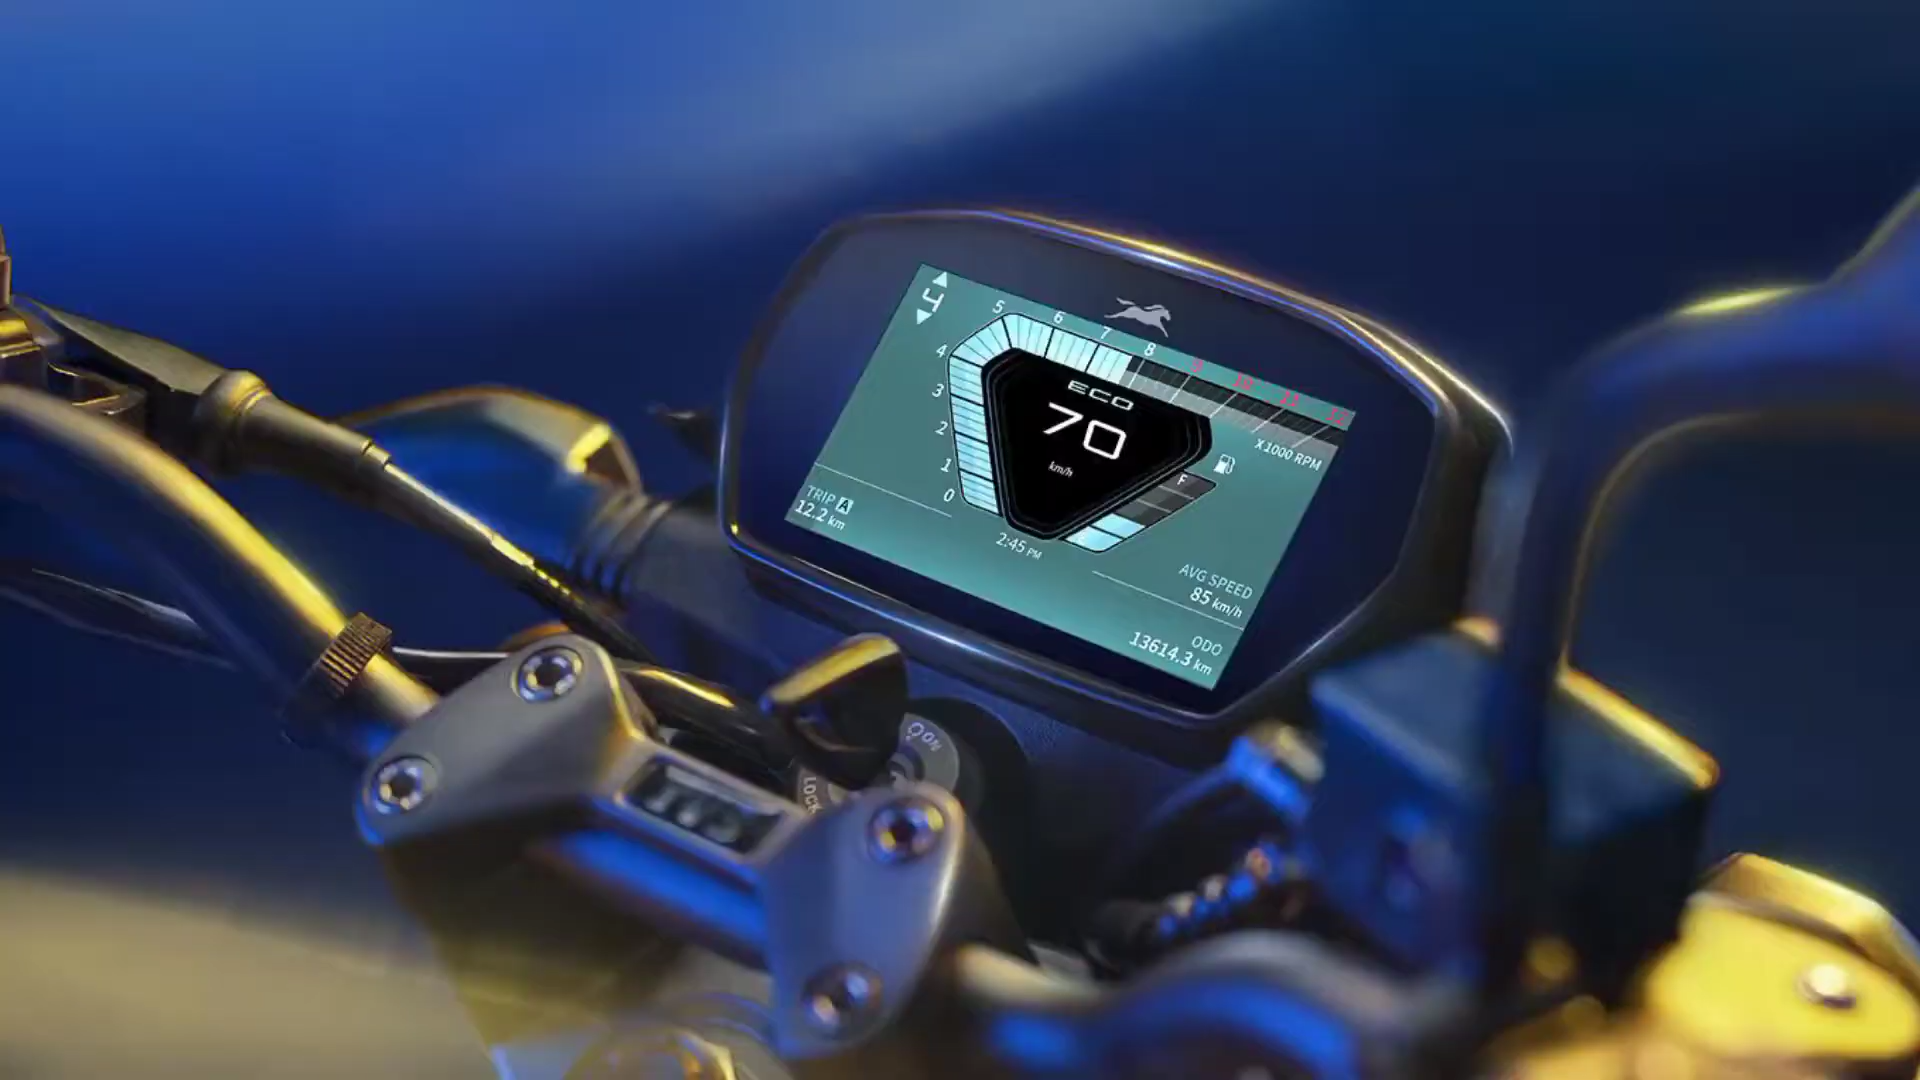 4
5
6
7
8
9
10
11
12
4
3
2
1
0
X1000 RPM
ECO
70
km/h
F
TRIP A
12.2 km
2:45 PM
AVG SPEED
85 km/h
ODO
13614.3 km
ON
LOCK